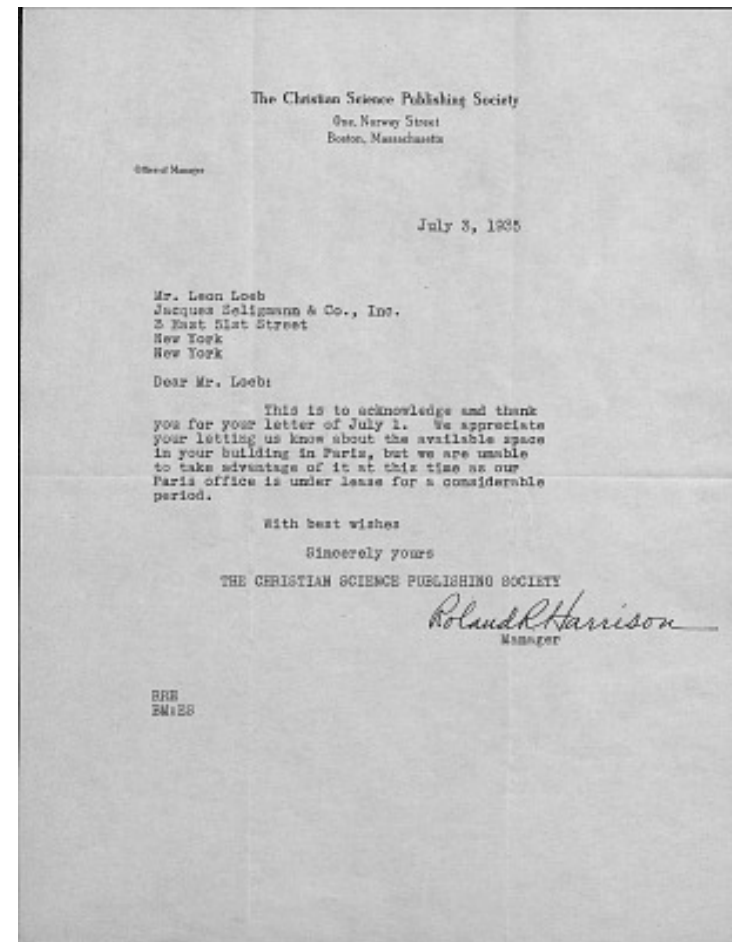 The Christian Science Publishing Society
One, Norway Street
Boston, Massachusetts
Office of Manager
July 3, 1935
Mr. Leon Loeb
Jacques Seligmann & Co., Inc.
3 East 51st Street
New York
New York
Dear Mr. Loeb:
This is to acknowledge and thank
you for your letter of July 1. We appreciate
your letting us know about the available space
in your building in Paris, but we are unable
to take advantage of it at this time as our
Paris office is under lease for a considerable
period.
With best wishes
Sincerely yours
THE CHRISTIAN SCIENCE PUBLISHING SOCIETY
Roland R Harrison
Manager
BM:ES